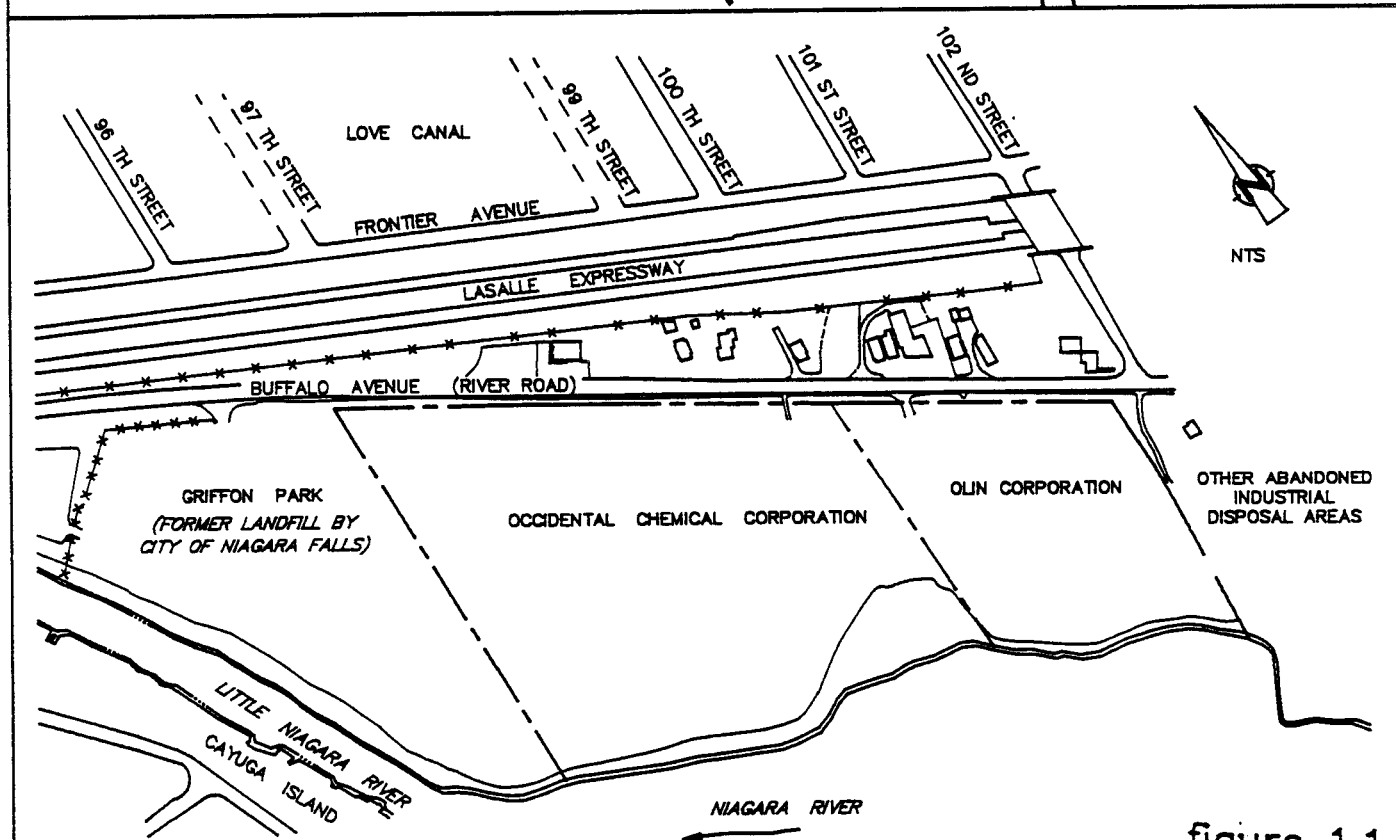 96 TH STREET
97 TH STREET
LOVE CANAL
99 TH STREET
100 TH STREET
101 ST STREET
102 ND STREET
FRONTIER AVENUE
NTS
LASALLE EXPRESSWAY
BUFFALO AVENUE (RIVER ROAD)
GRIFFON PARK
(FORMER LANDFILL BY
CITY OF NIAGARA FALLS)
OCCIDENTAL CHEMICAL CORPORATION
OLIN CORPORATION
OTHER ABANDONED
INDUSTRIAL
DISPOSAL AREAS
LITTLE NIAGARA RIVER
CAYUGA ISLAND
NIAGARA RIVER
figure 1.1